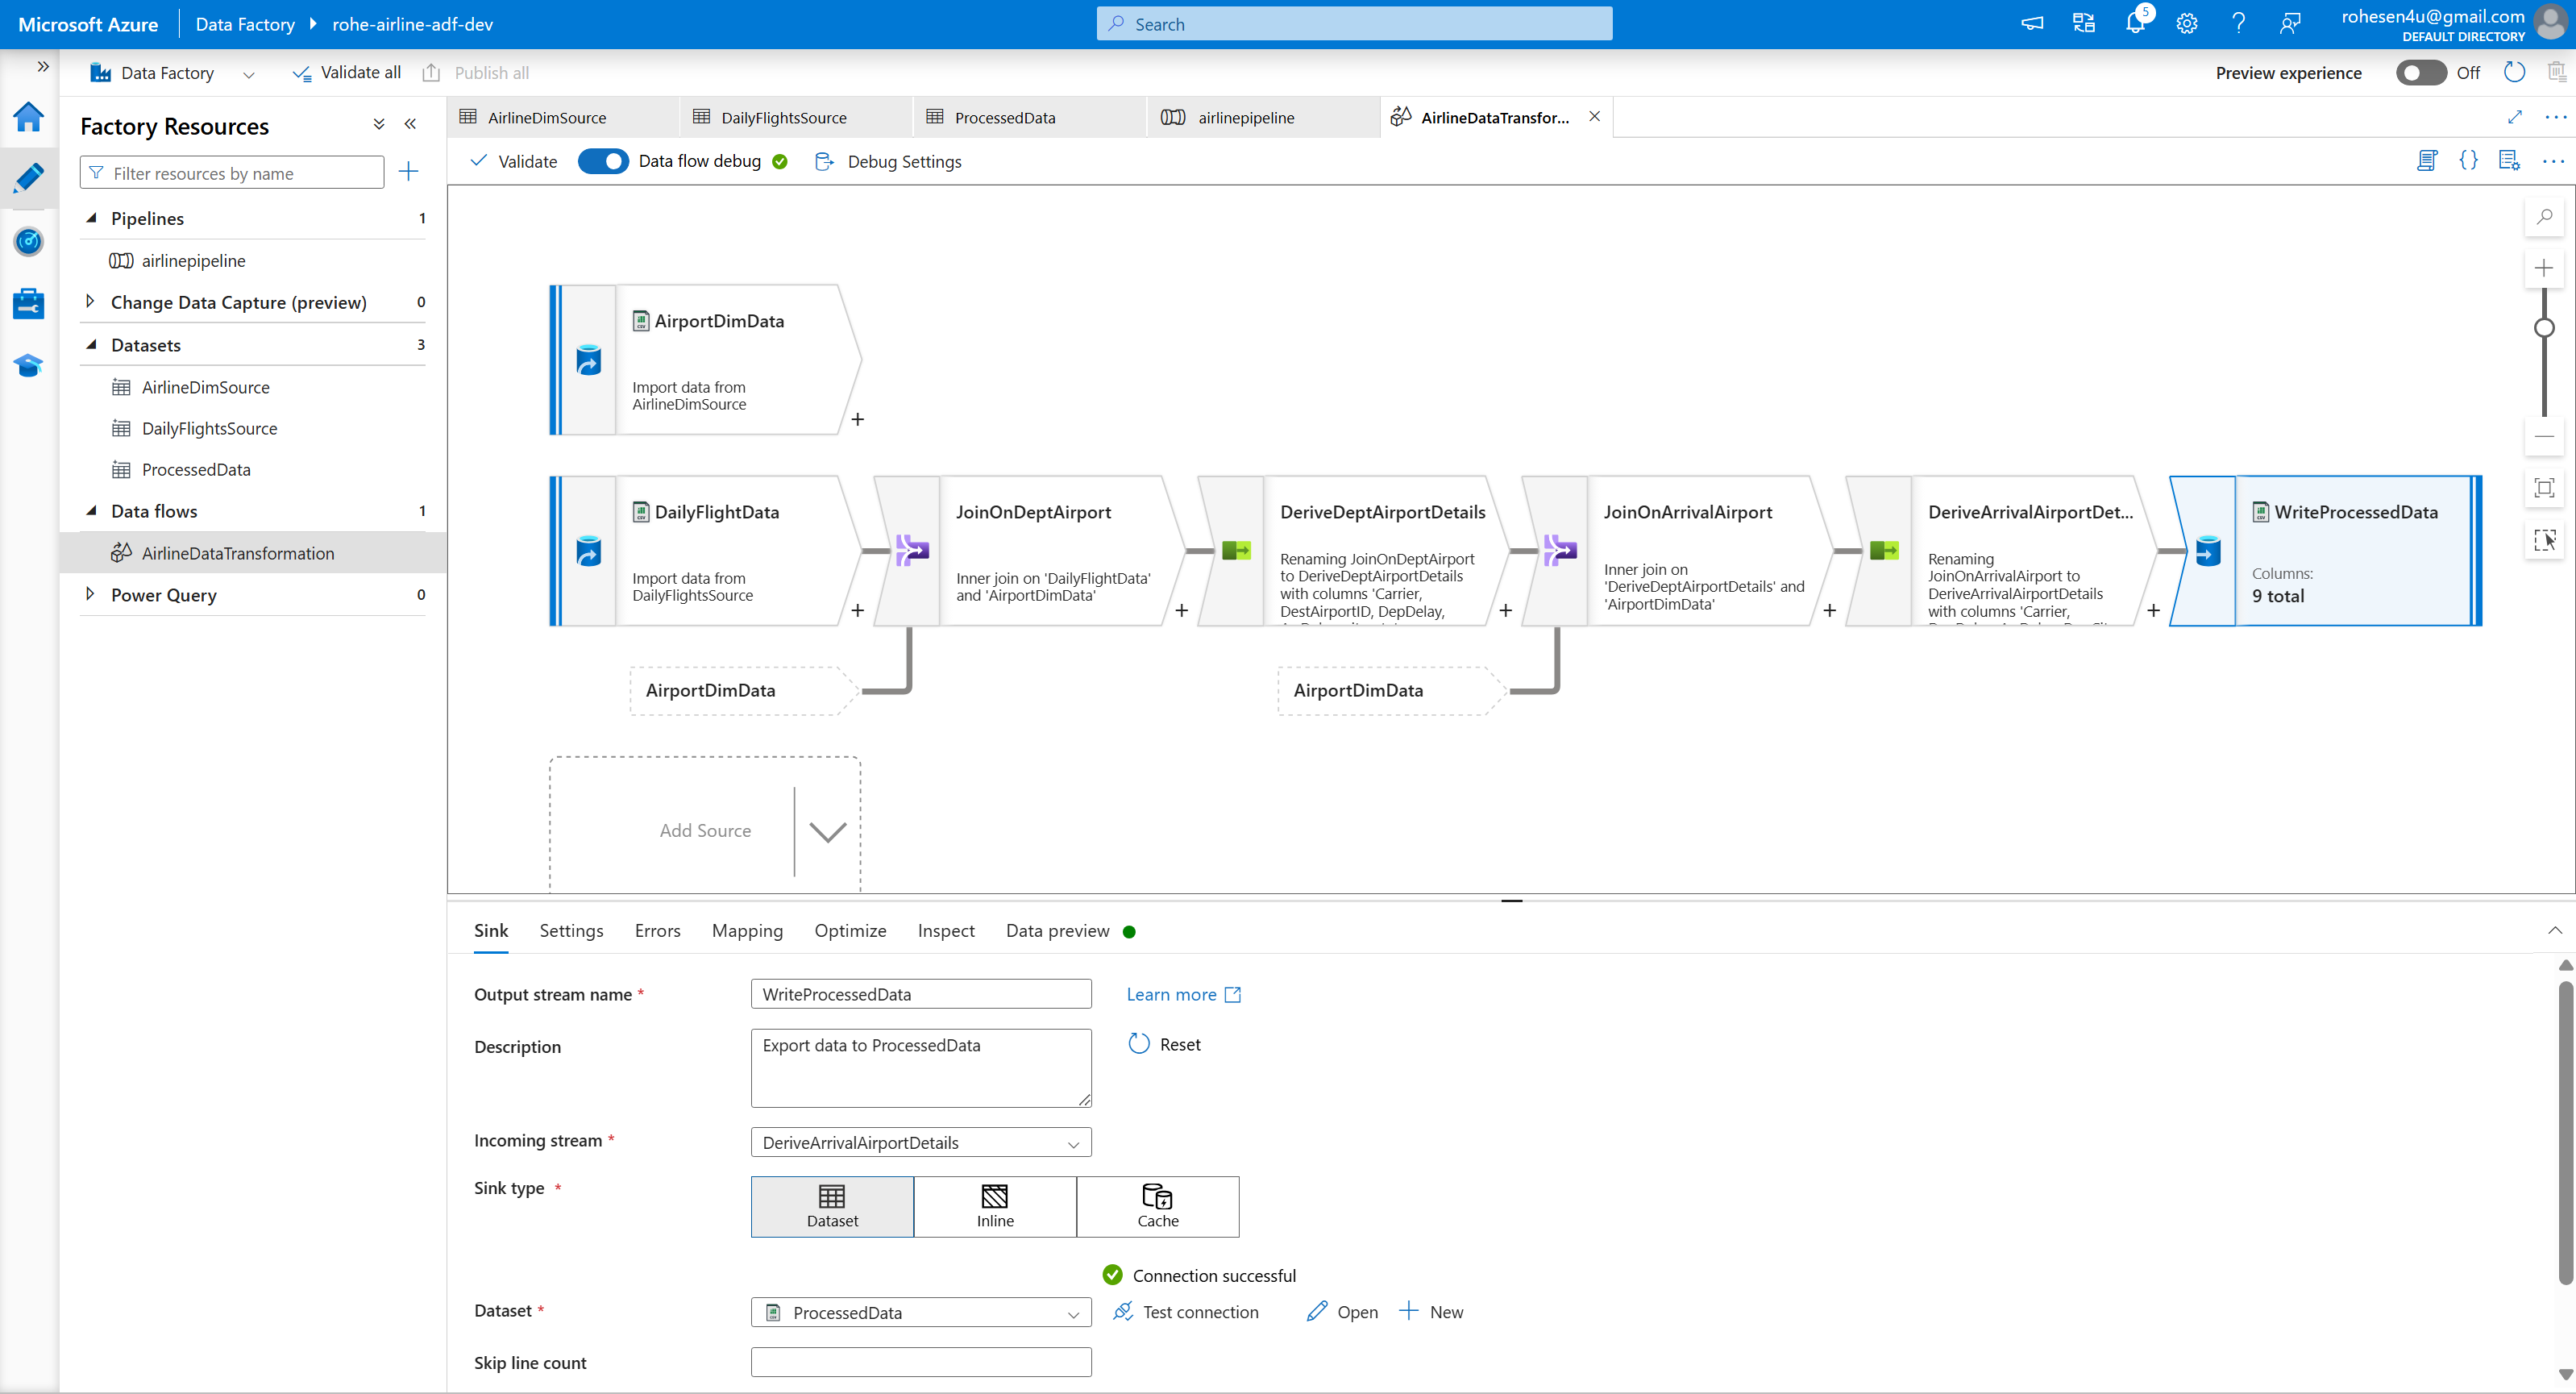 Microsoft Azure
Data Factory
rohe-airline-adf-dev
Search
5
rohesen4u@gmail.com
DEFAULT DIRECTORY
Data Factory
Validate all
Publish all
Preview experience
Off
Factory Resources
Filter resources by name
Pipelines 1
airlinepipeline
Change Data Capture (preview) 0
Datasets 3
AirlineDimSource
DailyFlightsSource
ProcessedData
Data flows 1
AirlineDataTransformation
Power Query 0
AirlineDimSource
DailyFlightsSource
ProcessedData
airlinepipeline
AirlineDataTransfor...
Validate
Data flow debug
Debug Settings
AirportDimData
Import data from
AirlineDimSource
DailyFlightData
Import data from
DailyFlightsSource
JoinOnDeptAirport
Inner join on 'DailyFlightData'
and 'AirportDimData'
DeriveDeptAirportDetails
Renaming JoinOnDeptAirport
to DeriveDeptAirportDetails
with columns 'Carrier,
DestAirportID, DepDelay,
JoinOnArrivalAirport
Inner join on
'DeriveDeptAirportDetails' and
'AirportDimData'
DeriveArrivalAirportDet...
Renaming
JoinOnArrivalAirport to
DeriveArrivalAirportDetails
with columns 'Carrier,
WriteProcessedData
Columns:
9 total
AirportDimData
AirportDimData
Add Source
Sink
Settings
Errors
Mapping
Optimize
Inspect
Data preview
Output stream name *
WriteProcessedData
Learn more
Description
Export data to ProcessedData
Reset
Incoming stream *
DeriveArrivalAirportDetails
Sink type *
Dataset
Inline
Cache
Connection successful
Dataset *
ProcessedData
Test connection
Open
New
Skip line count